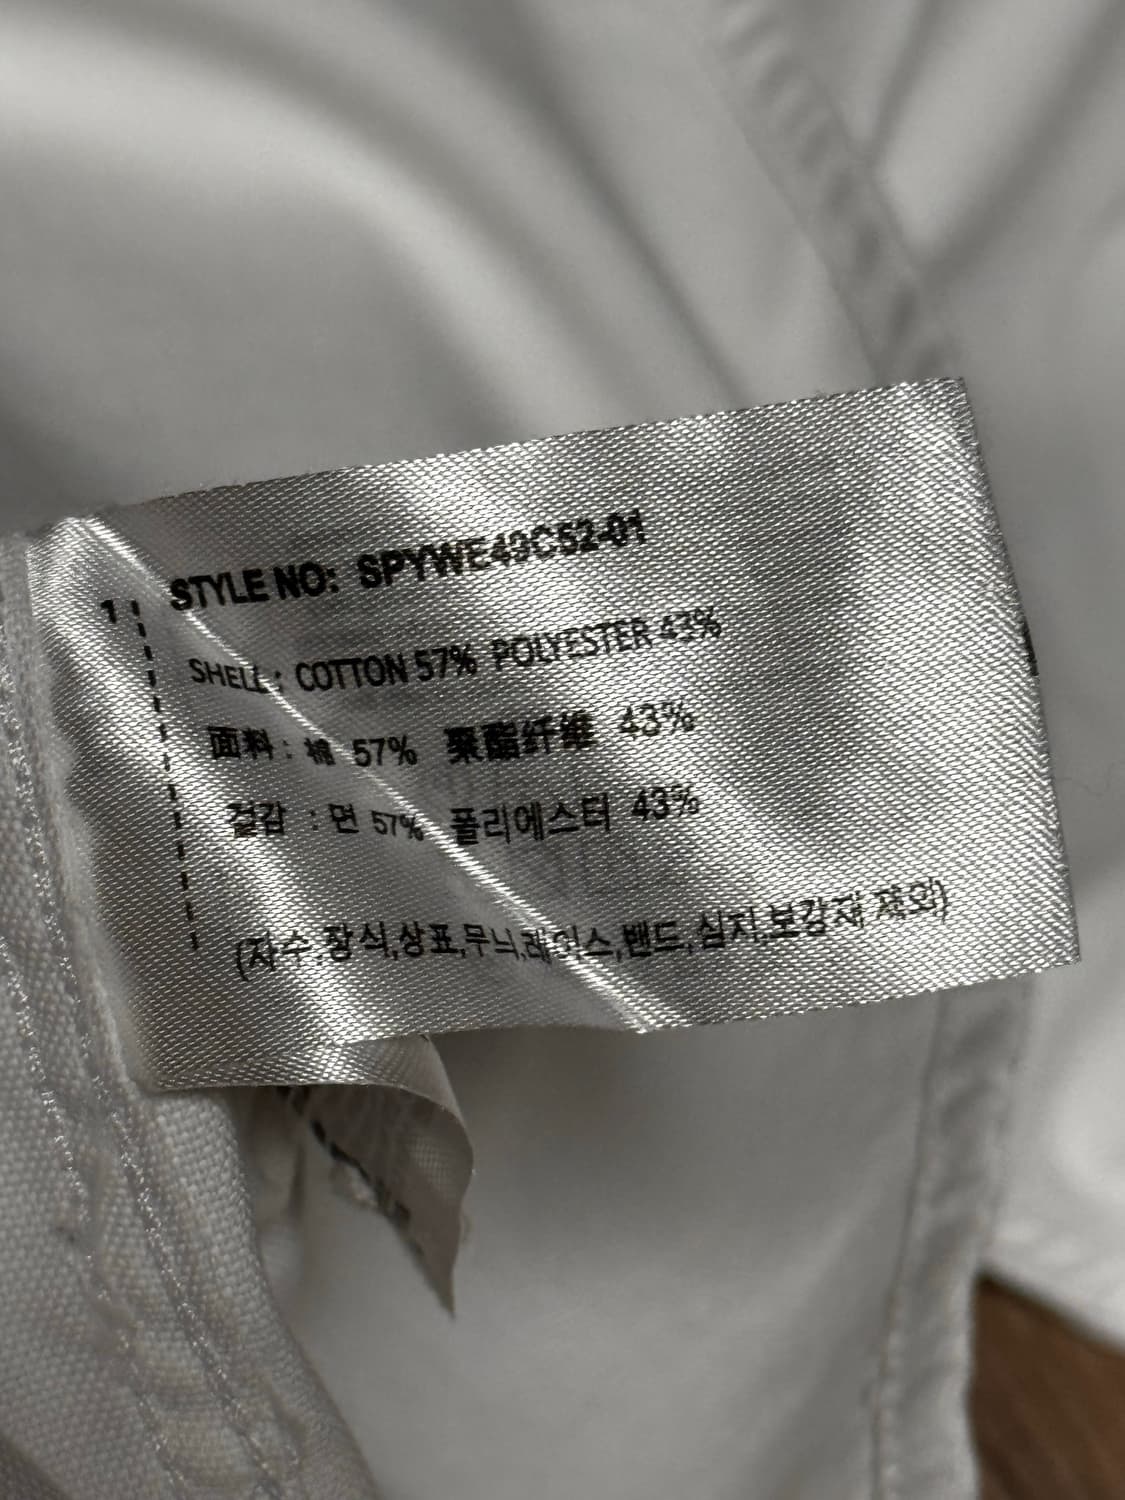 1
STYLE NO: SPYWE49C52-01
SHELL : COTTON 57% POLYESTER 43%
面料 : 棉 57% 聚酯纤维 43%
겉감 : 면 57% 폴리에스터 43%
(자수,장식,상표,무늬,레이스,밴드,심지,보강재 제외)